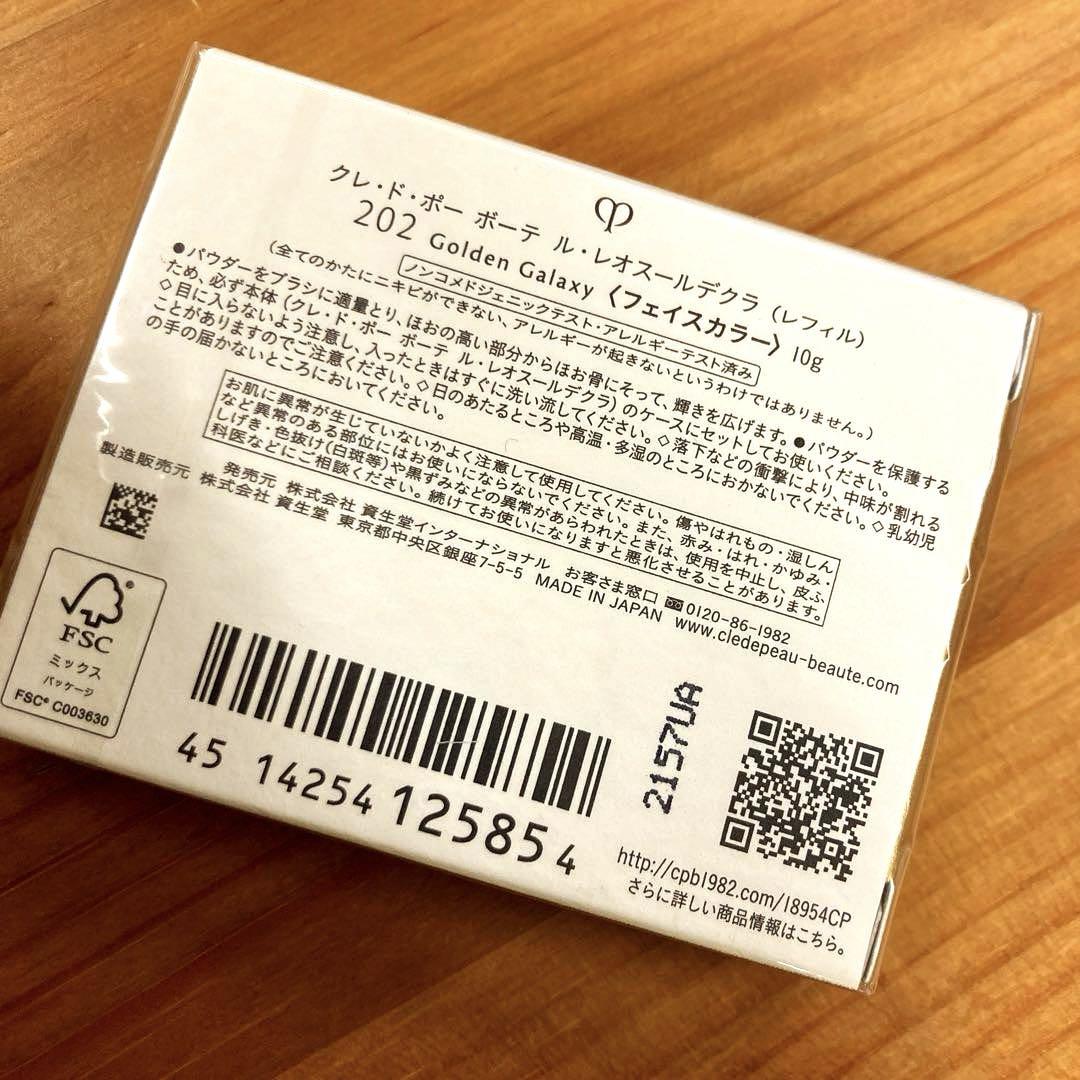 クレ・ド・ポー ボーテ ル・レオスールデクラ（レフィル）
202 Golden Galaxy〈フェイスカラー〉10g
ノンコメドジェニックテスト・アレルギーテスト済み
（全てのかたにニキビができない、アレルギーが起きないというわけではありません。）
●パウダーをブラシに適量とり、ほおの高い部分からほお骨にそって、輝きを広げます。●パウダーを保護する
ため、必ず本体（クレ・ド・ポー ボーテ ル・レオスールデクラ）のケースにセットしてお使いください。
◇目に入らないよう注意し、入ったときはすぐに洗い流してください。◇落下などの衝撃により、中味が割れる
ことがありますのでご注意ください。◇日のあたるところや高温・多湿のところにおかないでください。◇乳幼児
の手の届かないところにおいてください。
お肌に異常が生じていないかよく注意して使用してください。傷やはれもの・湿しん
など異常のある部位にはお使いにならないでください。また、赤み・はれ・かゆみ・
しげき・色抜け(白斑等)や黒ずみなどの異常があらわれたときは、使用を中止し、皮ふ
科医などにご相談ください。続けてお使いになりますと悪化させることがあります。
発売元 株式会社 資生堂インターナショナル お客さま窓口 0120-86-1982
製造販売元 株式会社 資生堂 東京都中央区銀座7-5-5 MADE IN JAPAN www.cledepeau-beaute.com
FSC
ミックス
パッケージ
FSC® C003630
45 14254 12585 4
2157UA
http://cpb1982.com/18954CP
さらに詳しい商品情報はこちら。